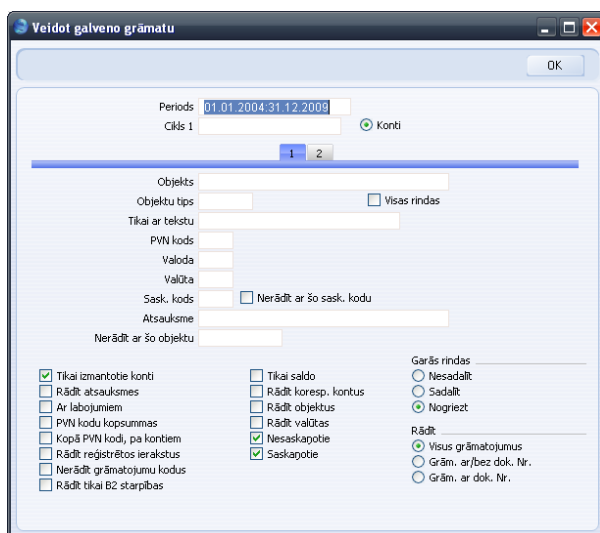 Veidot galveno grāmatu
OK
Periods 01.01.2004:31.12.2009
Cikls 1 Konti
1 2
Objekts
Objektu tips Visas rindas
Tikai ar tekstu
PVN kods
Valoda
Valūta
Sask. kods Nerādīt ar šo sask. kodu
Atsauksme
Nerādīt ar šo objektu
Tikai izmantotie konti
Rādīt atsauksmes
Ar labojumiem
PVN kodu kopsummas
Kopā PVN kodi, pa kontiem
Rādīt reģistrētos ierakstus
Nerādīt grāmatojumu kodus
Rādīt tikai B2 starpības
Tikai saldo
Rādīt koresp. kontus
Rādīt objektus
Rādīt valūtas
Nesaskaņotie
Saskaņotie
Garās rindas
Nesadalīt
Sadalīt
Nogriezt
Rādīt
Visus grāmatojumus
Grām. ar/bez dok. Nr.
Grām. ar dok. Nr.